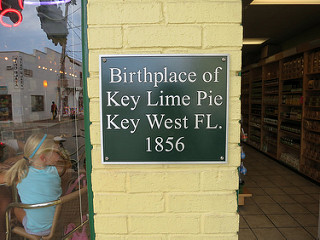 Birthplace of
Key Lime Pie
Key West FL.
1856